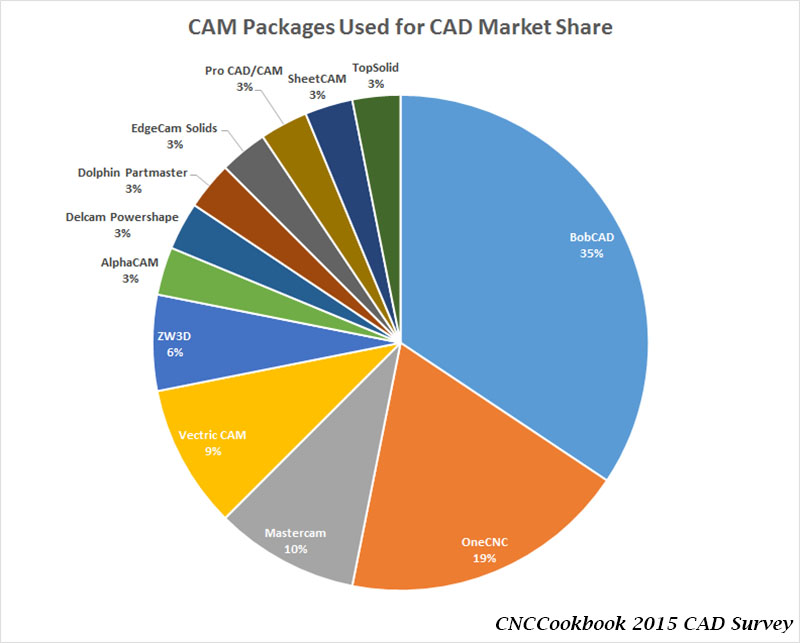 CAM Packages Used for CAD Market Share
TopSolid
3%
SheetCAM
3%
Pro CAD/CAM
3%
EdgeCam Solids
3%
Dolphin Partmaster
3%
Delcam Powershape
3%
AlphaCAM
3%
ZW3D
6%
Vectric CAM
9%
Mastercam
10%
OneCNC
19%
BobCAD
35%
CNCCookbook 2015 CAD Survey